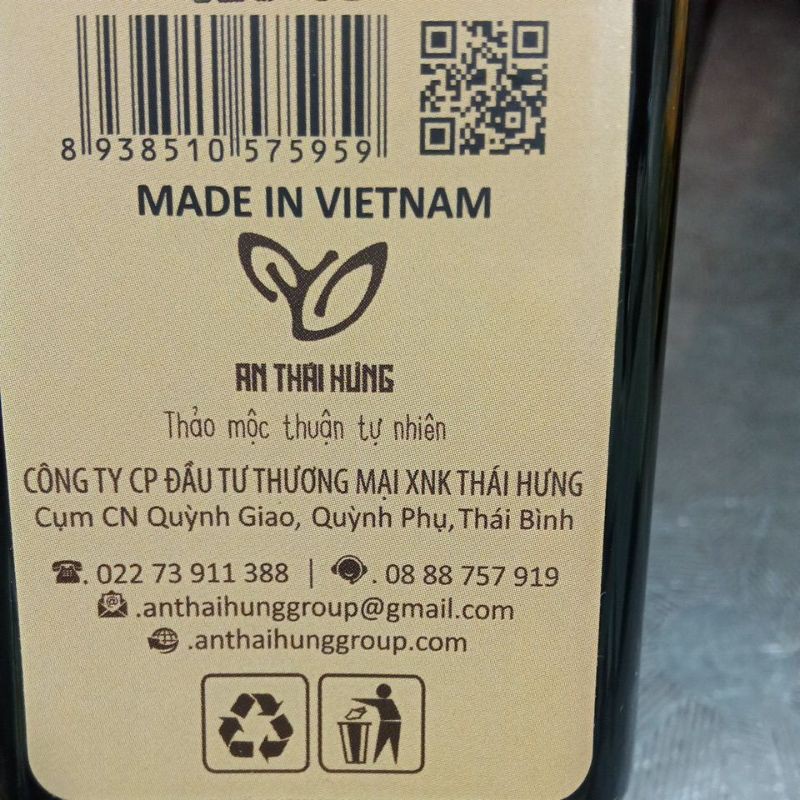 8 938510 575959
MADE IN VIETNAM
AN THÁI HƯNG
Thảo mộc thuận tự nhiên
CÔNG TY CP ĐẦU TƯ THƯƠNG MẠI XNK THÁI HƯNG
Cụm CN Quỳnh Giao, Quỳnh Phụ, Thái Bình
. 022 73 911 388 | . 08 88 757 919
.anthaihunggroup@gmail.com
.anthaihunggroup.com